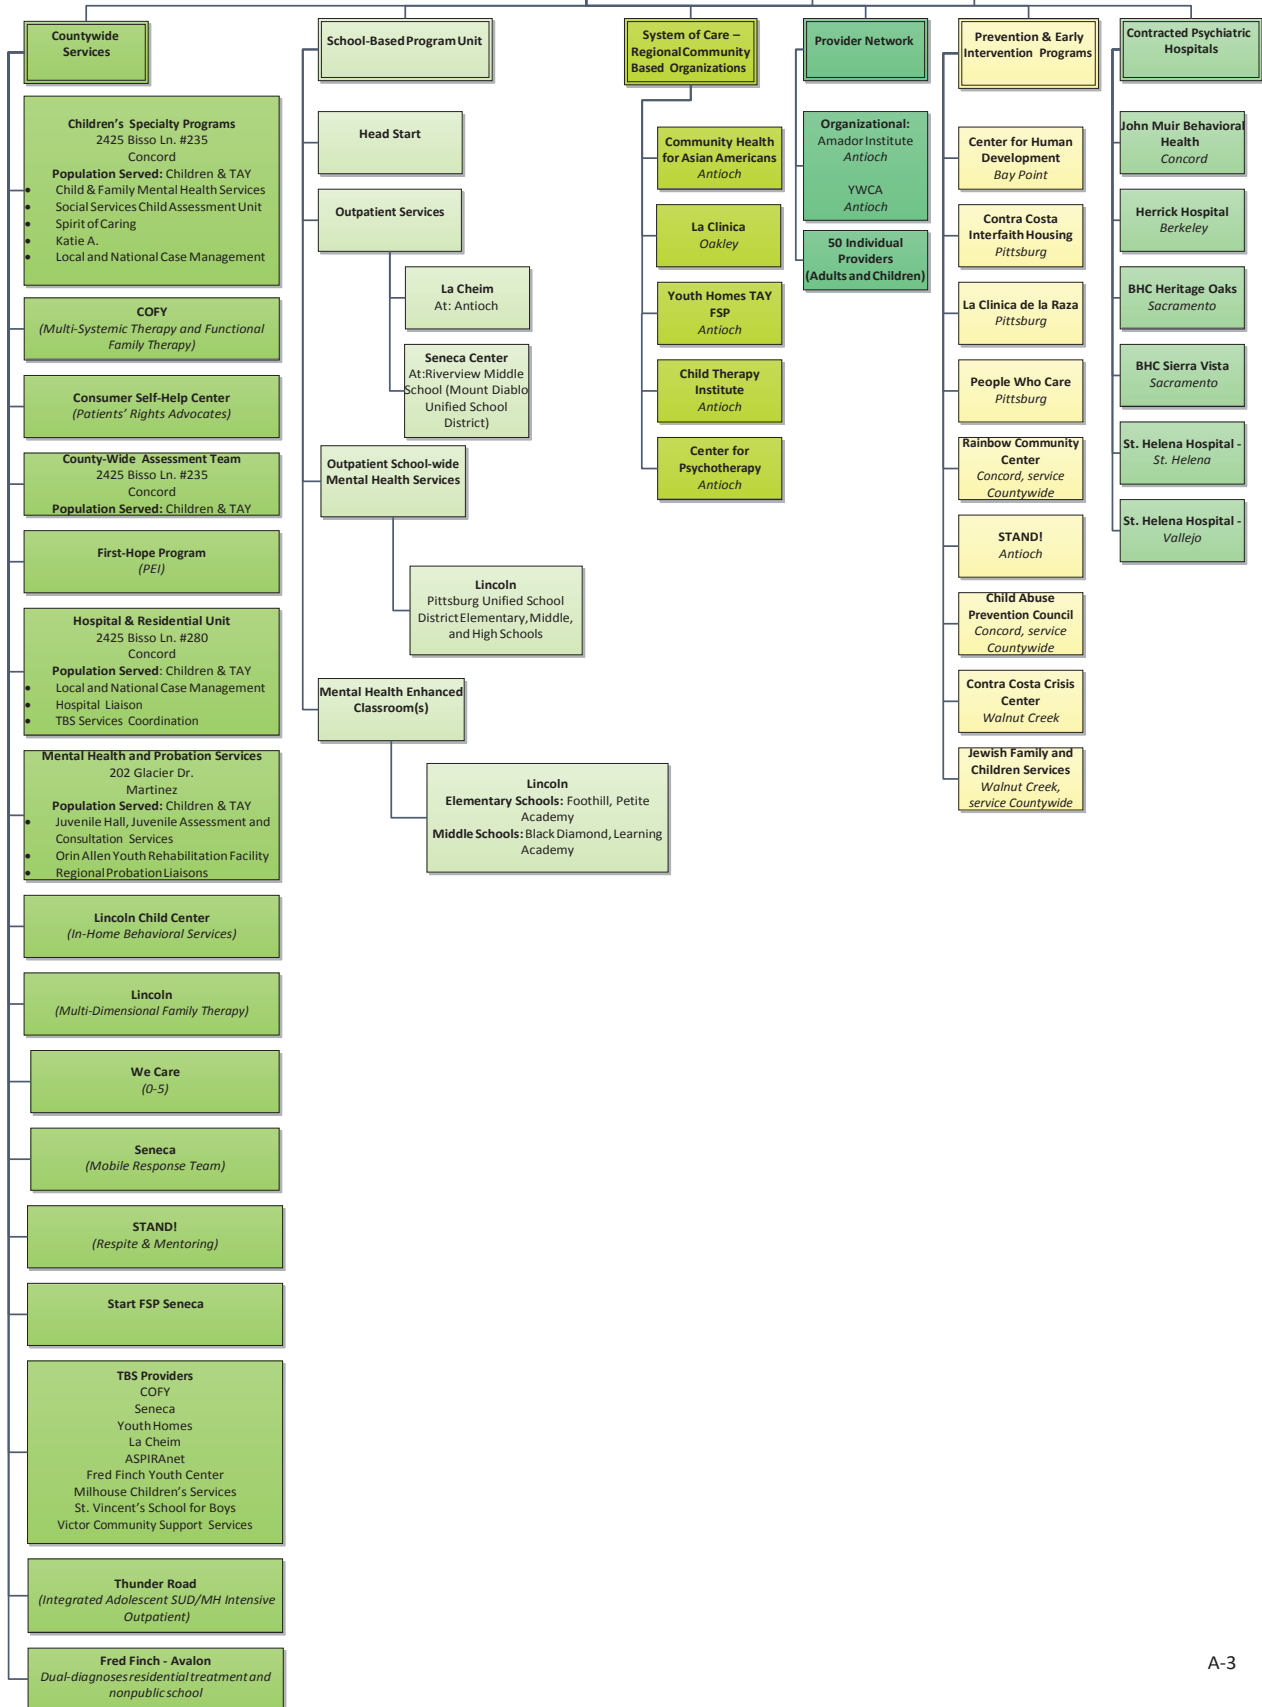 Countywide
Services
Children's Specialty Programs
2425 Bisso Ln. #235
Concord
Population Served: Children & TAY
• Child & Family Mental Health Services
• Social Services Child Assessment Unit
• Spirit of Caring
• Katie A.
• Local and National Case Management
COFY
(Multi-Systemic Therapy and Functional
Family Therapy)
Consumer Self-Help Center
(Patients' Rights Advocates)
County-Wide Assessment Team
2425 Bisso Ln. #235
Concord
Population Served: Children & TAY
First-Hope Program
(PEI)
Hospital & Residential Unit
2425 Bisso Ln. #280
Concord
Population Served: Children & TAY
• Local and National Case Management
• Hospital Liaison
• TBS Services Coordination
Mental Health and Probation Services
202 Glacier Dr.
Martinez
Population Served: Children & TAY
• Juvenile Hall, Juvenile Assessment and
Consultation Services
• Orin Allen Youth Rehabilitation Facility
• Regional Probation Liaisons
Lincoln Child Center
(In-Home Behavioral Services)
Lincoln
(Multi-Dimensional Family Therapy)
We Care
(0-5)
Seneca
(Mobile Response Team)
STAND!
(Respite & Mentoring)
Start FSP Seneca
TBS Providers
COFY
Seneca
Youth Homes
La Cheim
ASPIRAnet
Fred Finch Youth Center
Milhouse Children's Services
St. Vincent's School for Boys
Victor Community Support Services
Thunder Road
(Integrated Adolescent SUD/MH Intensive
Outpatient)
Fred Finch - Avalon
Dual-diagnoses residential treatment and
nonpublic school
School-Based Program Unit
Head Start
Outpatient Services
La Cheim
At: Antioch
Seneca Center
At:Riverview Middle
School (Mount Diablo
Unified School
District)
Outpatient School-wide
Mental Health Services
Lincoln
Pittsburg Unified School
District Elementary, Middle,
and High Schools
Mental Health Enhanced
Classroom(s)
Lincoln
Elementary Schools: Foothill, Petite
Academy
Middle Schools: Black Diamond, Learning
Academy
System of Care –
Regional Community
Based Organizations
Community Health
for Asian Americans
Antioch
La Clinica
Oakley
Youth Homes TAY
FSP
Antioch
Child Therapy
Institute
Antioch
Center for
Psychotherapy
Antioch
Provider Network
Organizational:
Amador Institute
Antioch
YWCA
Antioch
50 Individual
Providers
(Adults and Children)
Prevention & Early
Intervention Programs
Center for Human
Development
Bay Point
Contra Costa
Interfaith Housing
Pittsburg
La Clinica de la Raza
Pittsburg
People Who Care
Pittsburg
Rainbow Community
Center
Concord, service
Countywide
STAND!
Antioch
Child Abuse
Prevention Council
Concord, service
Countywide
Contra Costa Crisis
Center
Walnut Creek
Jewish Family and
Children Services
Walnut Creek,
service Countywide
Contracted Psychiatric
Hospitals
John Muir Behavioral
Health
Concord
Herrick Hospital
Berkeley
BHC Heritage Oaks
Sacramento
BHC Sierra Vista
Sacramento
St. Helena Hospital -
St. Helena
St. Helena Hospital -
Vallejo
A-3